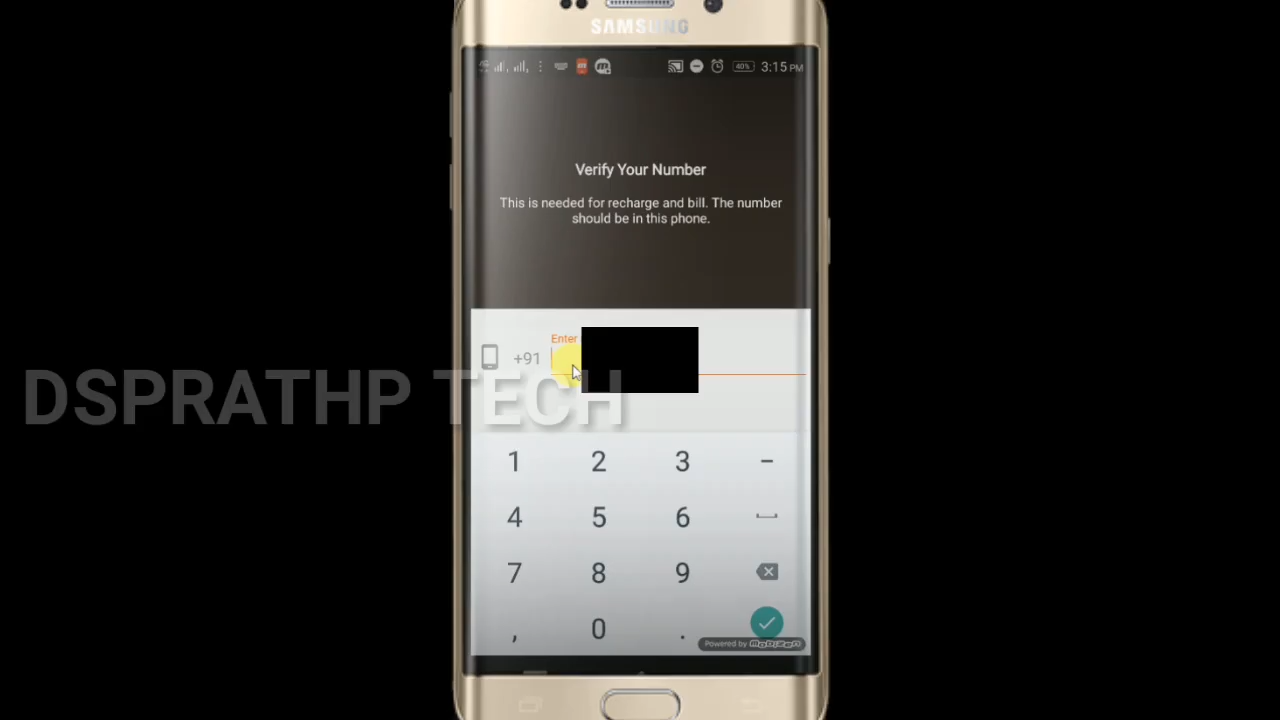 SAMSUNG
40% 3:15 PM
Verify Your Number
This is needed for recharge and bill. The number
should be in this phone.
Enter
+91
DSPRATHP TECH
1 2 3 -
4 5 6
7 8 9
, 0 .
Powered by Mobizen